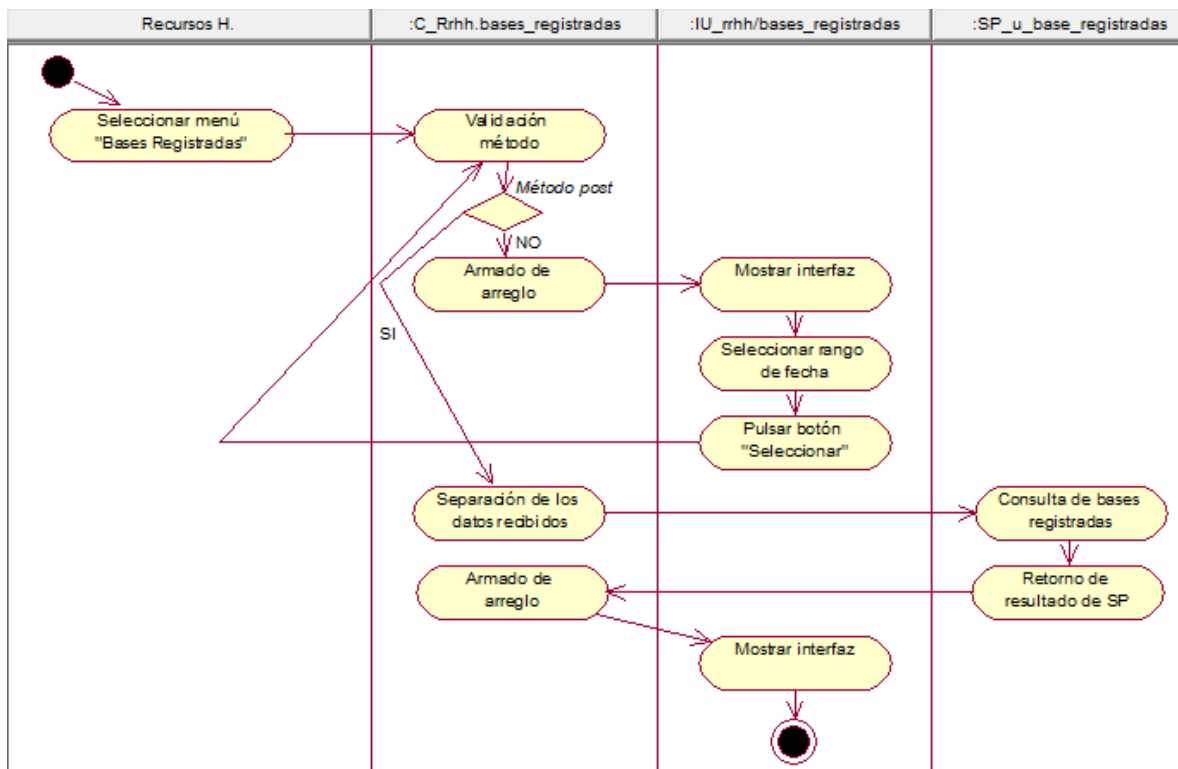 Recursos H.
:C_Rrhh.bases_registradas
:IU_rrhh/bases_registradas
:SP_u_base_registradas
Seleccionar menú
"Bases Registradas"
Validación
método
Método post
NO
Armado de
arreglo
Mostrar interfaz
SI
Seleccionar rango
de fecha
Pulsar botón
"Seleccionar"
Separación de los
datos recibidos
Consulta de bases
registradas
Armado de
arreglo
Retorno de
resultado de SP
Mostrar interfaz